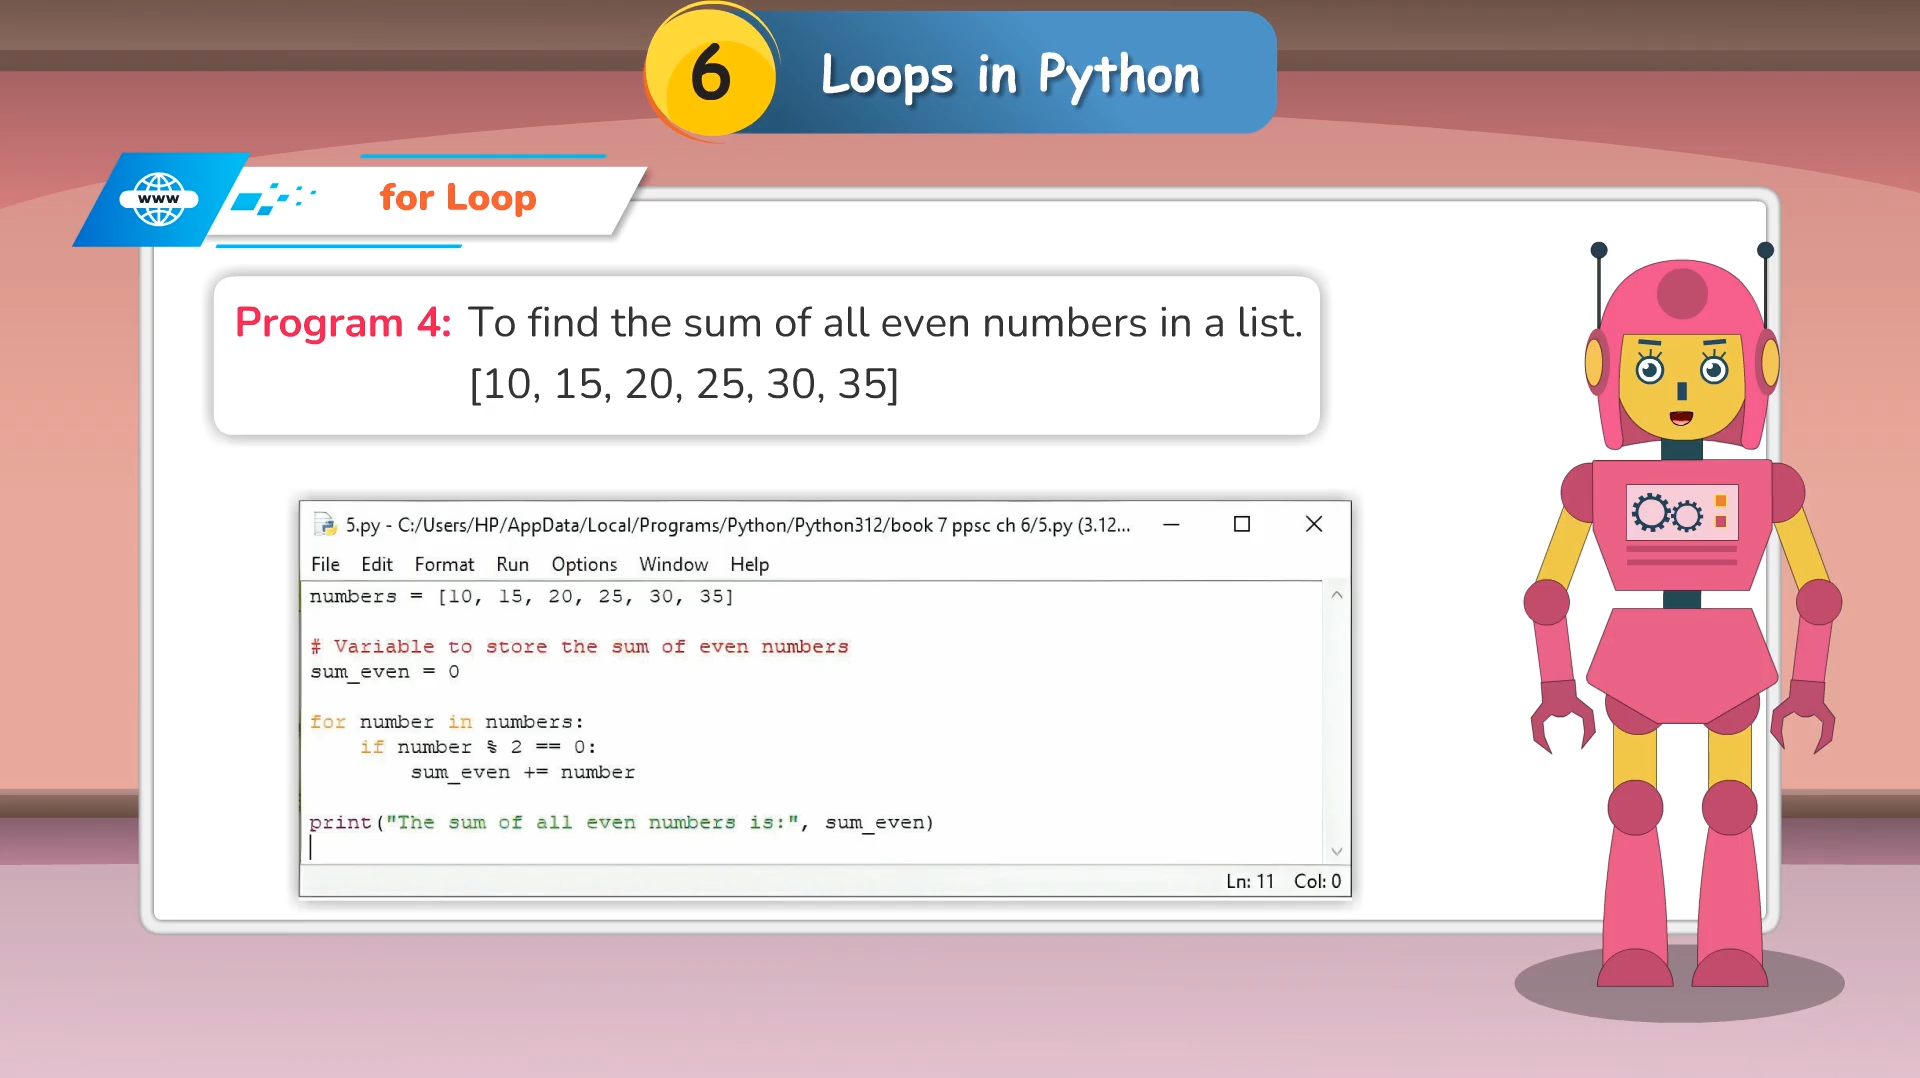 6
Loops in Python
www
for Loop
Program 4: To find the sum of all even numbers in a list.
[10, 15, 20, 25, 30, 35]
5.py - C:/Users/HP/AppData/Local/Programs/Python/Python312/book 7 ppsc ch 6/5.py (3.12...
File Edit Format Run Options Window Help
numbers = [10, 15, 20, 25, 30, 35]
# Variable to store the sum of even numbers
sum_even = 0
for number in numbers:
    if number % 2 == 0:
        sum_even += number
print("The sum of all even numbers is:", sum_even)
Ln: 11 Col: 0